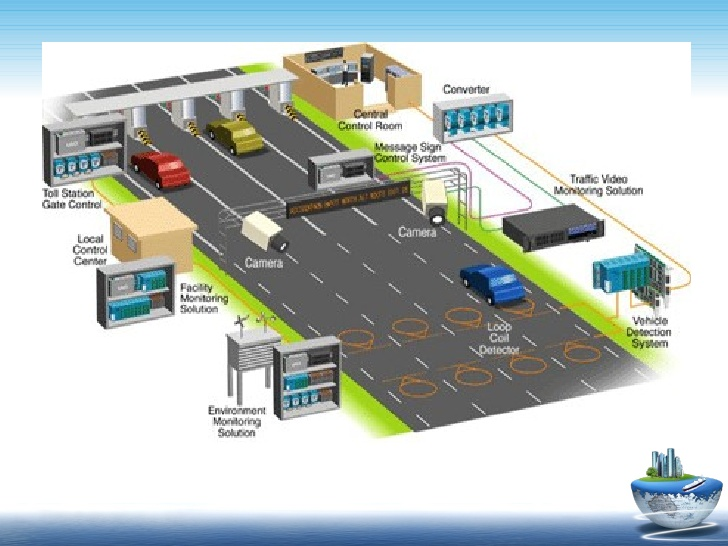 Converter
Central
Control Room
Message Sign
Control System
Traffic Video
Monitoring Solution
Toll Station
Gate Control
Camera
Local
Control
Center
Camera
Facility
Monitoring
Solution
Loop
Coil
Detector
Vehicle
Detection
System
Environment
Monitoring
Solution